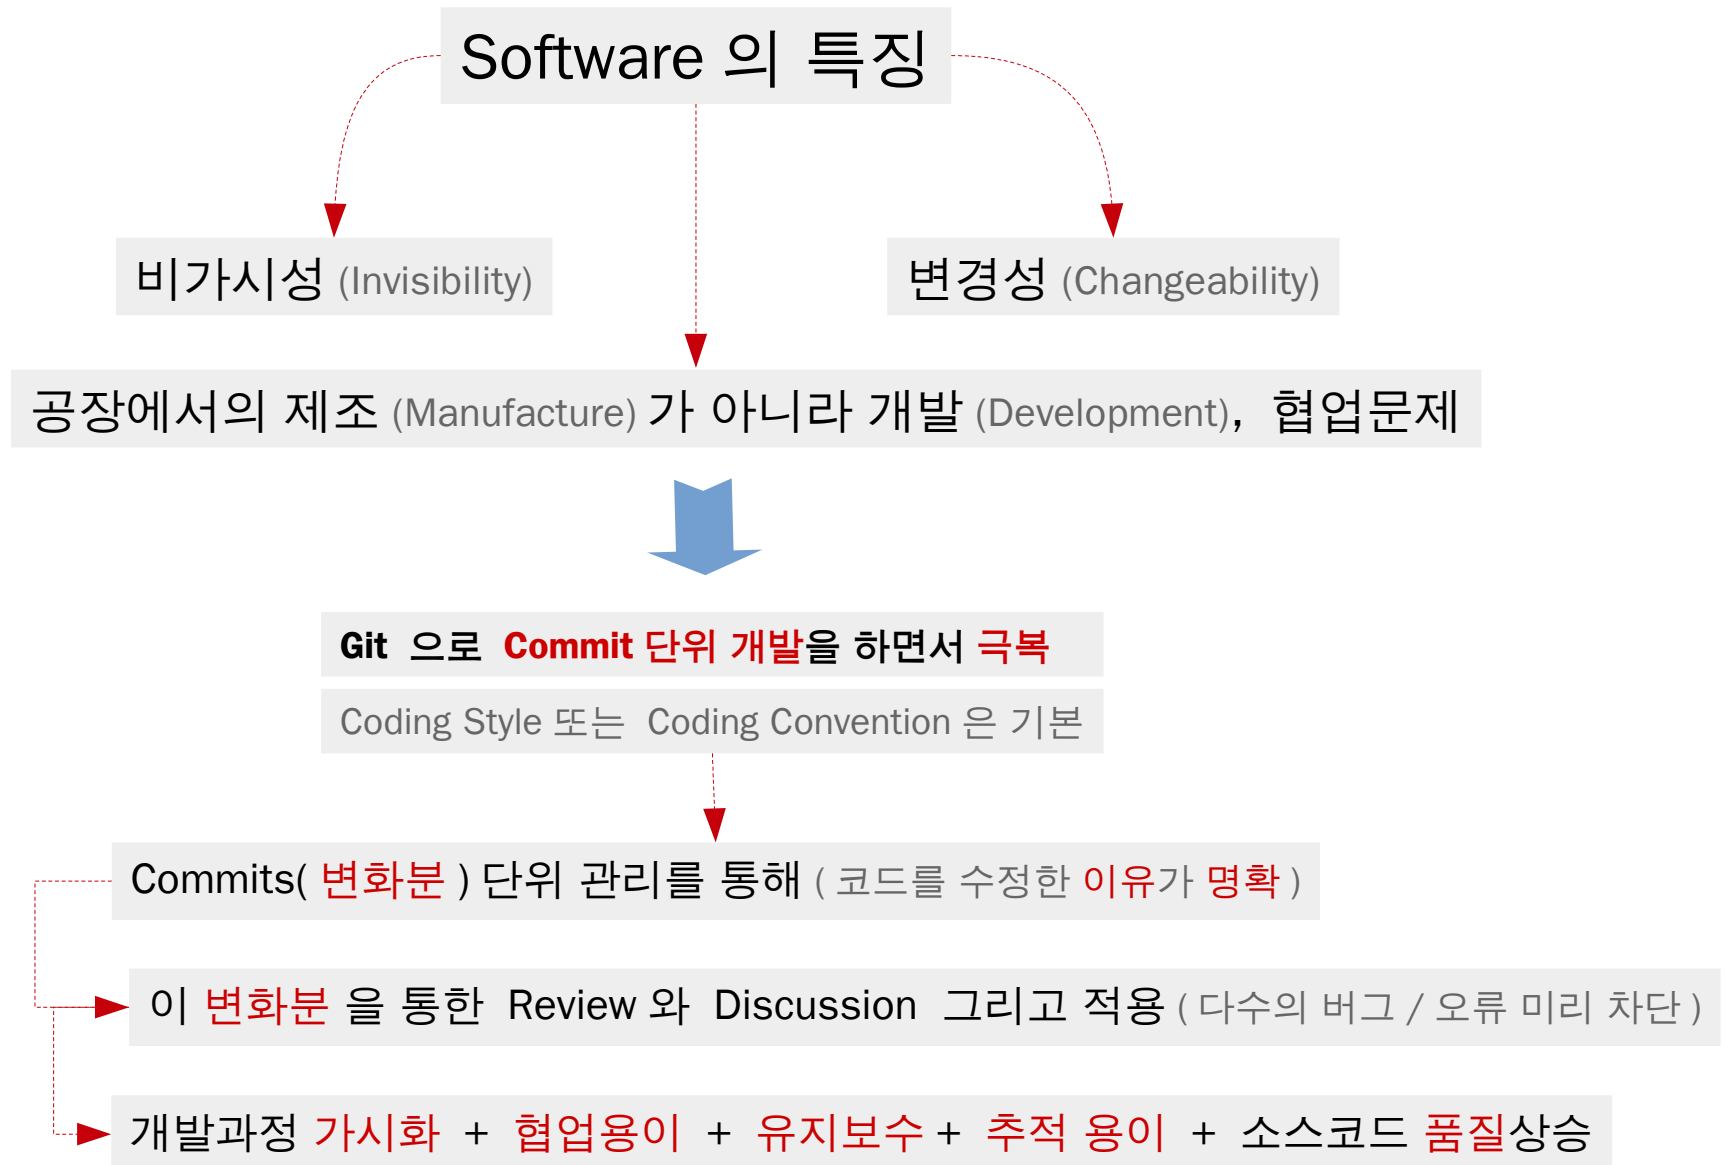 Software 의 특징
비가시성 (Invisibility)
변경성 (Changeability)
공장에서의 제조 (Manufacture) 가 아니라 개발 (Development), 협업문제
Git 으로 Commit 단위 개발을 하면서 극복
Coding Style 또는 Coding Convention 은 기본
Commits( 변화분 ) 단위 관리를 통해 ( 코드를 수정한 이유가 명확 )
이 변화분 을 통한 Review 와 Discussion 그리고 적용 ( 다수의 버그 / 오류 미리 차단 )
개발과정 가시화 + 협업용이 + 유지보수 + 추적 용이 + 소스코드 품질상승